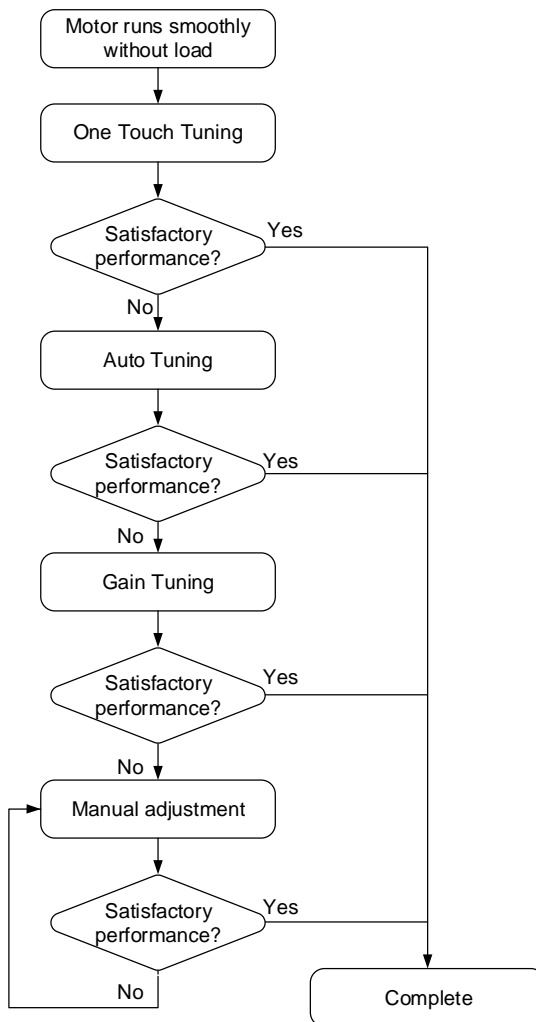 Motor runs smoothly
without load
One Touch Tuning
Satisfactory
performance?
Yes
No
Auto Tuning
Satisfactory
performance?
Yes
No
Gain Tuning
Satisfactory
performance?
Yes
No
Manual adjustment
Satisfactory
performance?
Yes
No
Complete